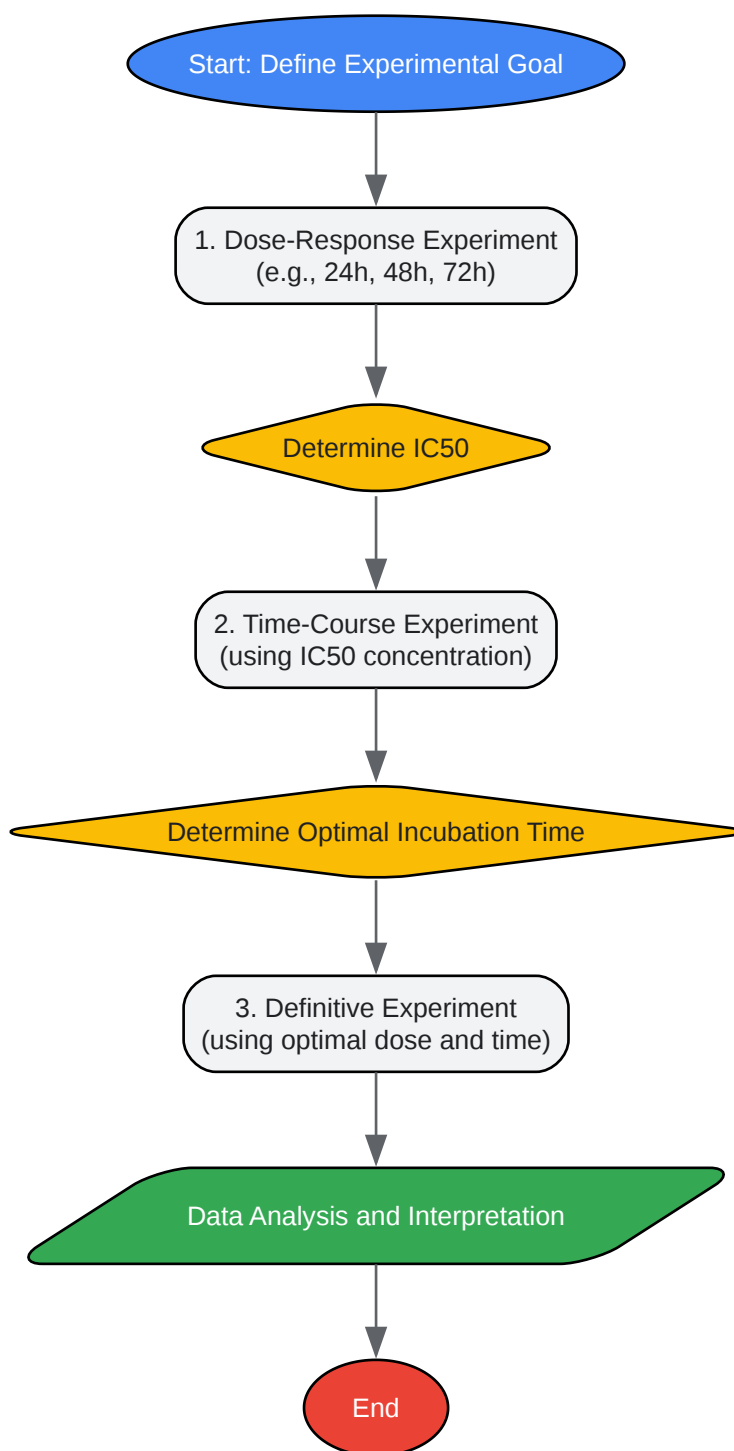 Start: Define Experimental Goal
1. Dose-Response Experiment
(e.g., 24h, 48h, 72h)
Determine IC50
2. Time-Course Experiment
(using IC50 concentration)
Determine Optimal Incubation Time
3. Definitive Experiment
(using optimal dose and time)
Data Analysis and Interpretation
End